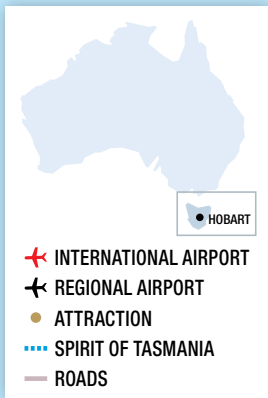 HOBART
INTERNATIONAL AIRPORT
REGIONAL AIRPORT
ATTRACTION
SPIRIT OF TASMANIA
ROADS